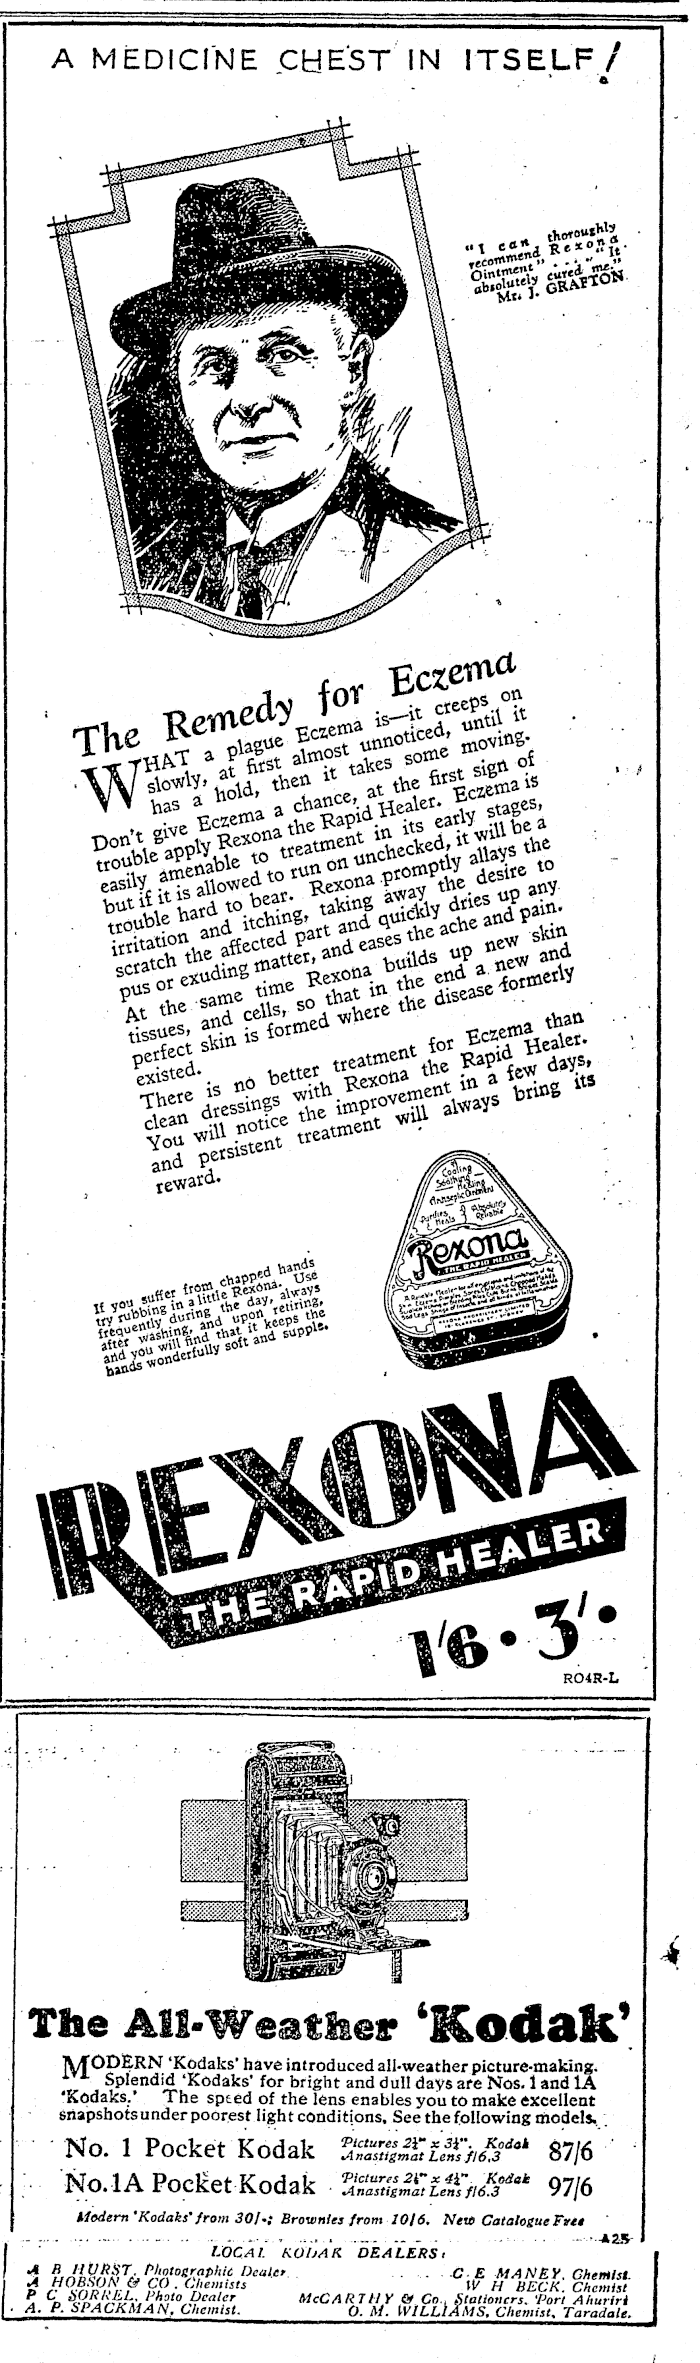 A MEDICINE CHEST IN ITSELF!
"I can thoroughly
recommend Rexona
Ointment" . . . "It
absolutely cured me."
Mr. J. GRAFTON.
The Remedy for Eczema
WHAT a plague Eczema is—it creeps on
slowly, at first almost unnoticed, until it
has a hold, then it takes some moving.
Don't give Eczema a chance, at the first sign of
trouble apply Rexona the Rapid Healer. Eczema is
easily amenable to treatment in its early stages,
but if it is allowed to run on unchecked, it will be a
trouble hard to bear. Rexona promptly allays the
irritation and itching, taking away the desire to
scratch the affected part and quickly dries up any
pus or exuding matter, and eases the ache and pain.
At the same time Rexona builds up new skin
tissues, and cells, so that in the end a new and
perfect skin is formed where the disease formerly
existed.
There is no better treatment for Eczema than
clean dressings with Rexona the Rapid Healer.
You will notice the improvement in a few days,
and persistent treatment will always bring its
reward.
A
Cooling
Soothing
Healing
Antiseptic Ointment
Purifies & Heals
Absolutely Reliable
Rexona
THE RAPID HEALER
If you suffer from chapped hands
try rubbing in a little Rexona. Use
frequently during the day, always
after washing, and upon retiring,
and you will find that it keeps the
hands wonderfully soft and supple.
REXONA
THE RAPID HEALER
1/6 • 3/- •
RO4R-L
The All-Weather 'Kodak'
MODERN 'Kodaks' have introduced all-weather picture-making.
Splendid 'Kodaks' for bright and dull days are Nos. 1 and 1A
'Kodaks.' The speed of the lens enables you to make excellent
snapshots under poorest light conditions. See the following models.
No. 1 Pocket Kodak Pictures 2¼" x 3¼". Kodak Anastigmat Lens f/6.3 87/6
No. 1A Pocket Kodak Pictures 2½" x 4¼" Kodak Anastigmat Lens f/6.3 97/6
Modern 'Kodaks' from 30/-; Brownies from 10/6. New Catalogue Free
A25
LOCAL KODAK DEALERS:
A B HURST, Photographic Dealer
A HOBSON & CO, Chemists
P C SORREL, Photo Dealer
A. P. SPACKMAN, Chemist.
C E MANEY, Chemist.
W H BECK, Chemist
McCARTHY & Co., Stationers, Port Ahuriri
O. M. WILLIAMS, Chemist, Taradale.